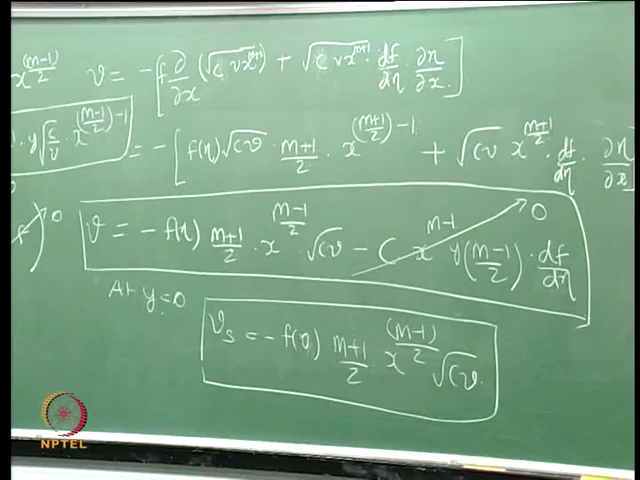 x^{(m-1)/2} v = -[f ∂/∂x (√(cνx^{m+1})) + √(cνx^{m+1}) · df/dη · ∂η/∂x]
· y√(c/ν) · x^{(m-1)/2 - 1} = -[f(η)√(cν) · (m+1)/2 · x^{(m+1)/2 - 1} + √(cν) x^{(m+1)/2} · df/dη · ∂η/∂x]
0
v = -f(η) (m+1)/2 · x^{(m-1)/2} √(cν) - C x^{m-1} y((m-1)/2) · df/dη 0
At y=0
v_s = -f(0) (m+1)/2 x^{(m-1)/2} √(cν)
NPTEL